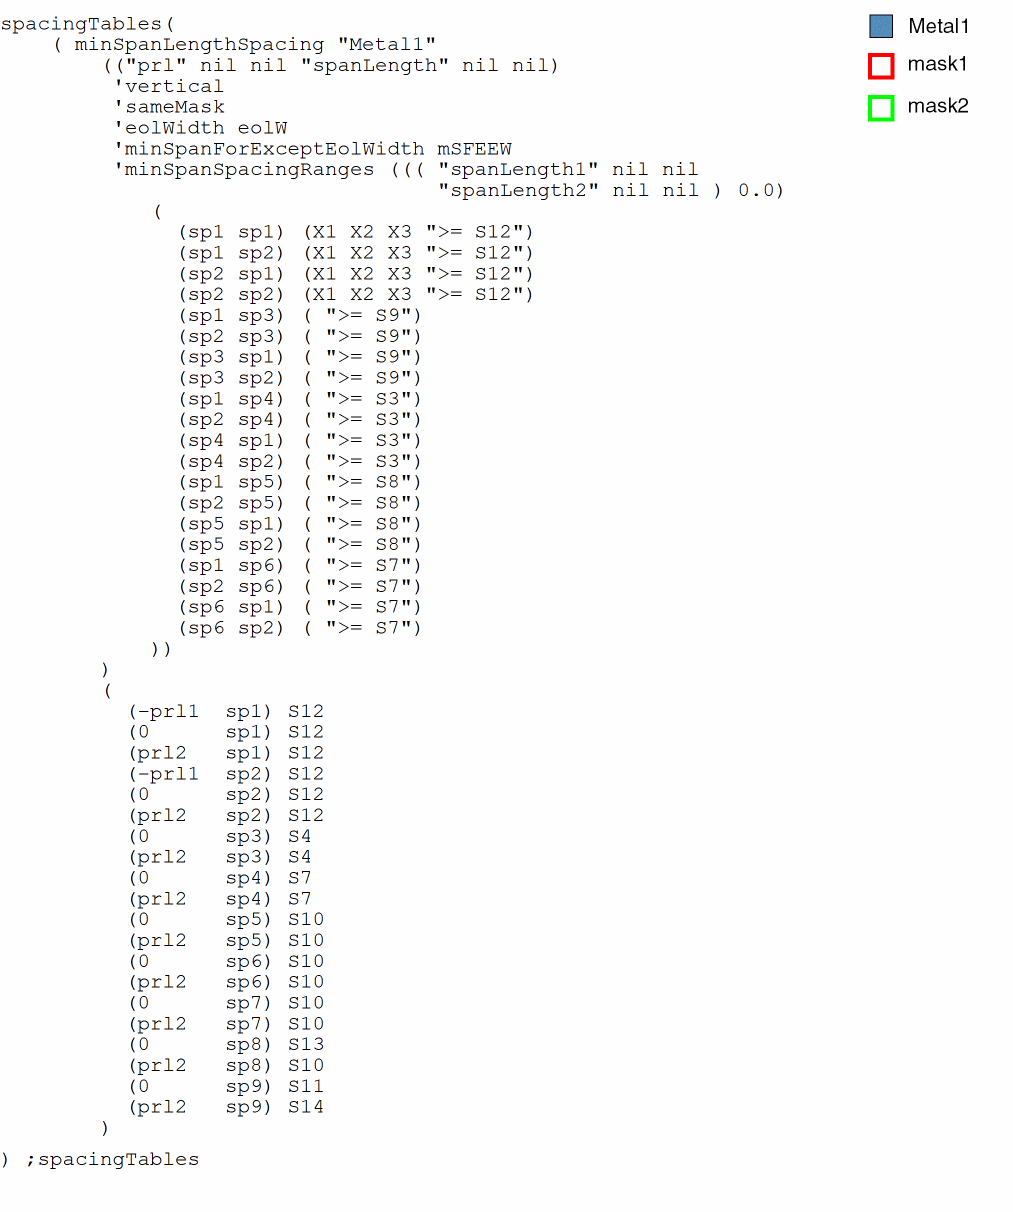 spacingTables(
( minSpanLengthSpacing "Metal1"
(("prl" nil nil "spanLength" nil nil)
'vertical
'sameMask
'eolWidth eolW
'minSpanForExceptEolWidth mSFEEW
'minSpanSpacingRanges ((( "spanLength1" nil nil
"spanLength2" nil nil ) 0.0)
(
(sp1 sp1) (X1 X2 X3 ">= S12")
(sp1 sp2) (X1 X2 X3 ">= S12")
(sp2 sp1) (X1 X2 X3 ">= S12")
(sp2 sp2) (X1 X2 X3 ">= S12")
(sp1 sp3) ( ">= S9")
(sp2 sp3) ( ">= S9")
(sp3 sp1) ( ">= S9")
(sp3 sp2) ( ">= S9")
(sp1 sp4) ( ">= S3")
(sp2 sp4) ( ">= S3")
(sp4 sp1) ( ">= S3")
(sp4 sp2) ( ">= S3")
(sp1 sp5) ( ">= S8")
(sp2 sp5) ( ">= S8")
(sp5 sp1) ( ">= S8")
(sp5 sp2) ( ">= S8")
(sp1 sp6) ( ">= S7")
(sp2 sp6) ( ">= S7")
(sp6 sp1) ( ">= S7")
(sp6 sp2) ( ">= S7")
))
)
(
(-prl1 sp1) S12
(0 sp1) S12
(prl2 sp1) S12
(-prl1 sp2) S12
(0 sp2) S12
(prl2 sp2) S12
(0 sp3) S4
(prl2 sp3) S4
(0 sp4) S7
(prl2 sp4) S7
(0 sp5) S10
(prl2 sp5) S10
(0 sp6) S10
(prl2 sp6) S10
(0 sp7) S10
(prl2 sp7) S10
(0 sp8) S13
(prl2 sp8) S10
(0 sp9) S11
(prl2 sp9) S14
)
) ;spacingTables
Metal1
mask1
mask2